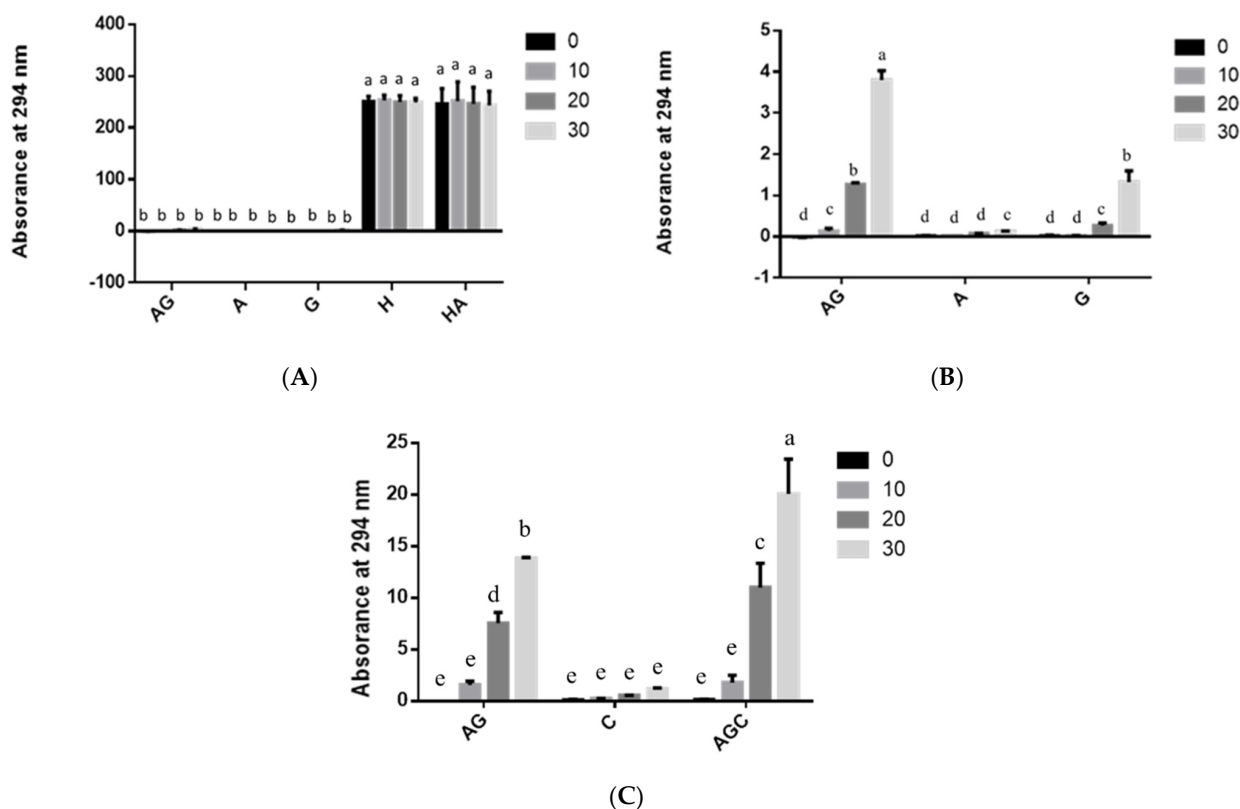 Absorance at 294 nm
400
300
200
100
0
-100
b b b b b b b b b b b
a a a a a a a a
AG A G H HA
0
10
20
30
(A)
Absorance at 294 nm
5
4
3
2
1
0
-1
d c b a
d d d c
d d c b
AG A G
0
10
20
30
(B)
Absorance at 294 nm
25
20
15
10
5
0
e e d b
e e e e
e e c a
AG C AGC
0
10
20
30
(C)